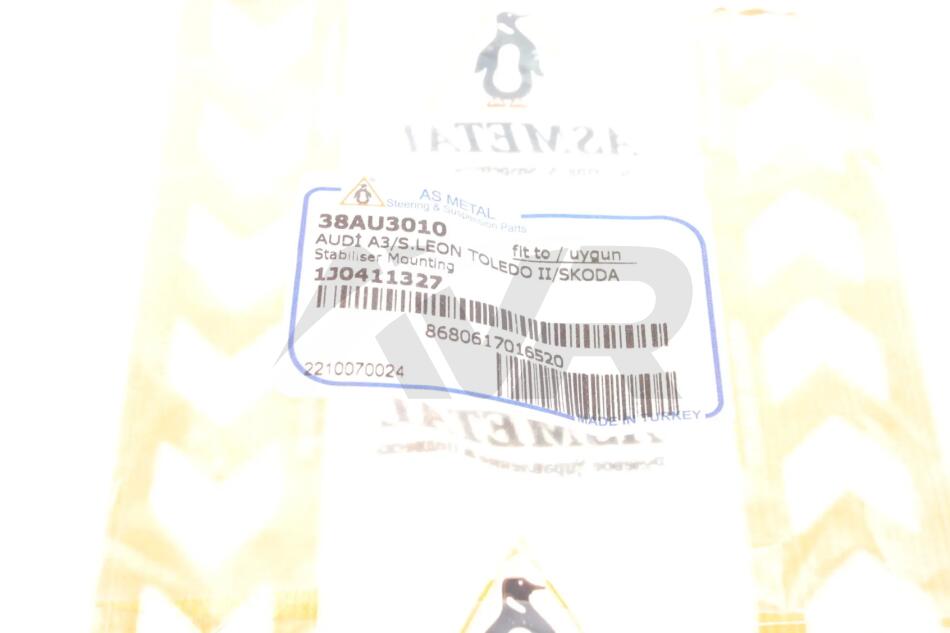 ASMETAL
AS METAL
Steering & Suspension Parts
38AU3010
fit to / uygun
AUDİ A3/S.LEON TOLEDO II/SKODA
Stabiliser Mounting
1J0411327
8680617016520
2210070024
MADE IN TURKEY
ASMETAL